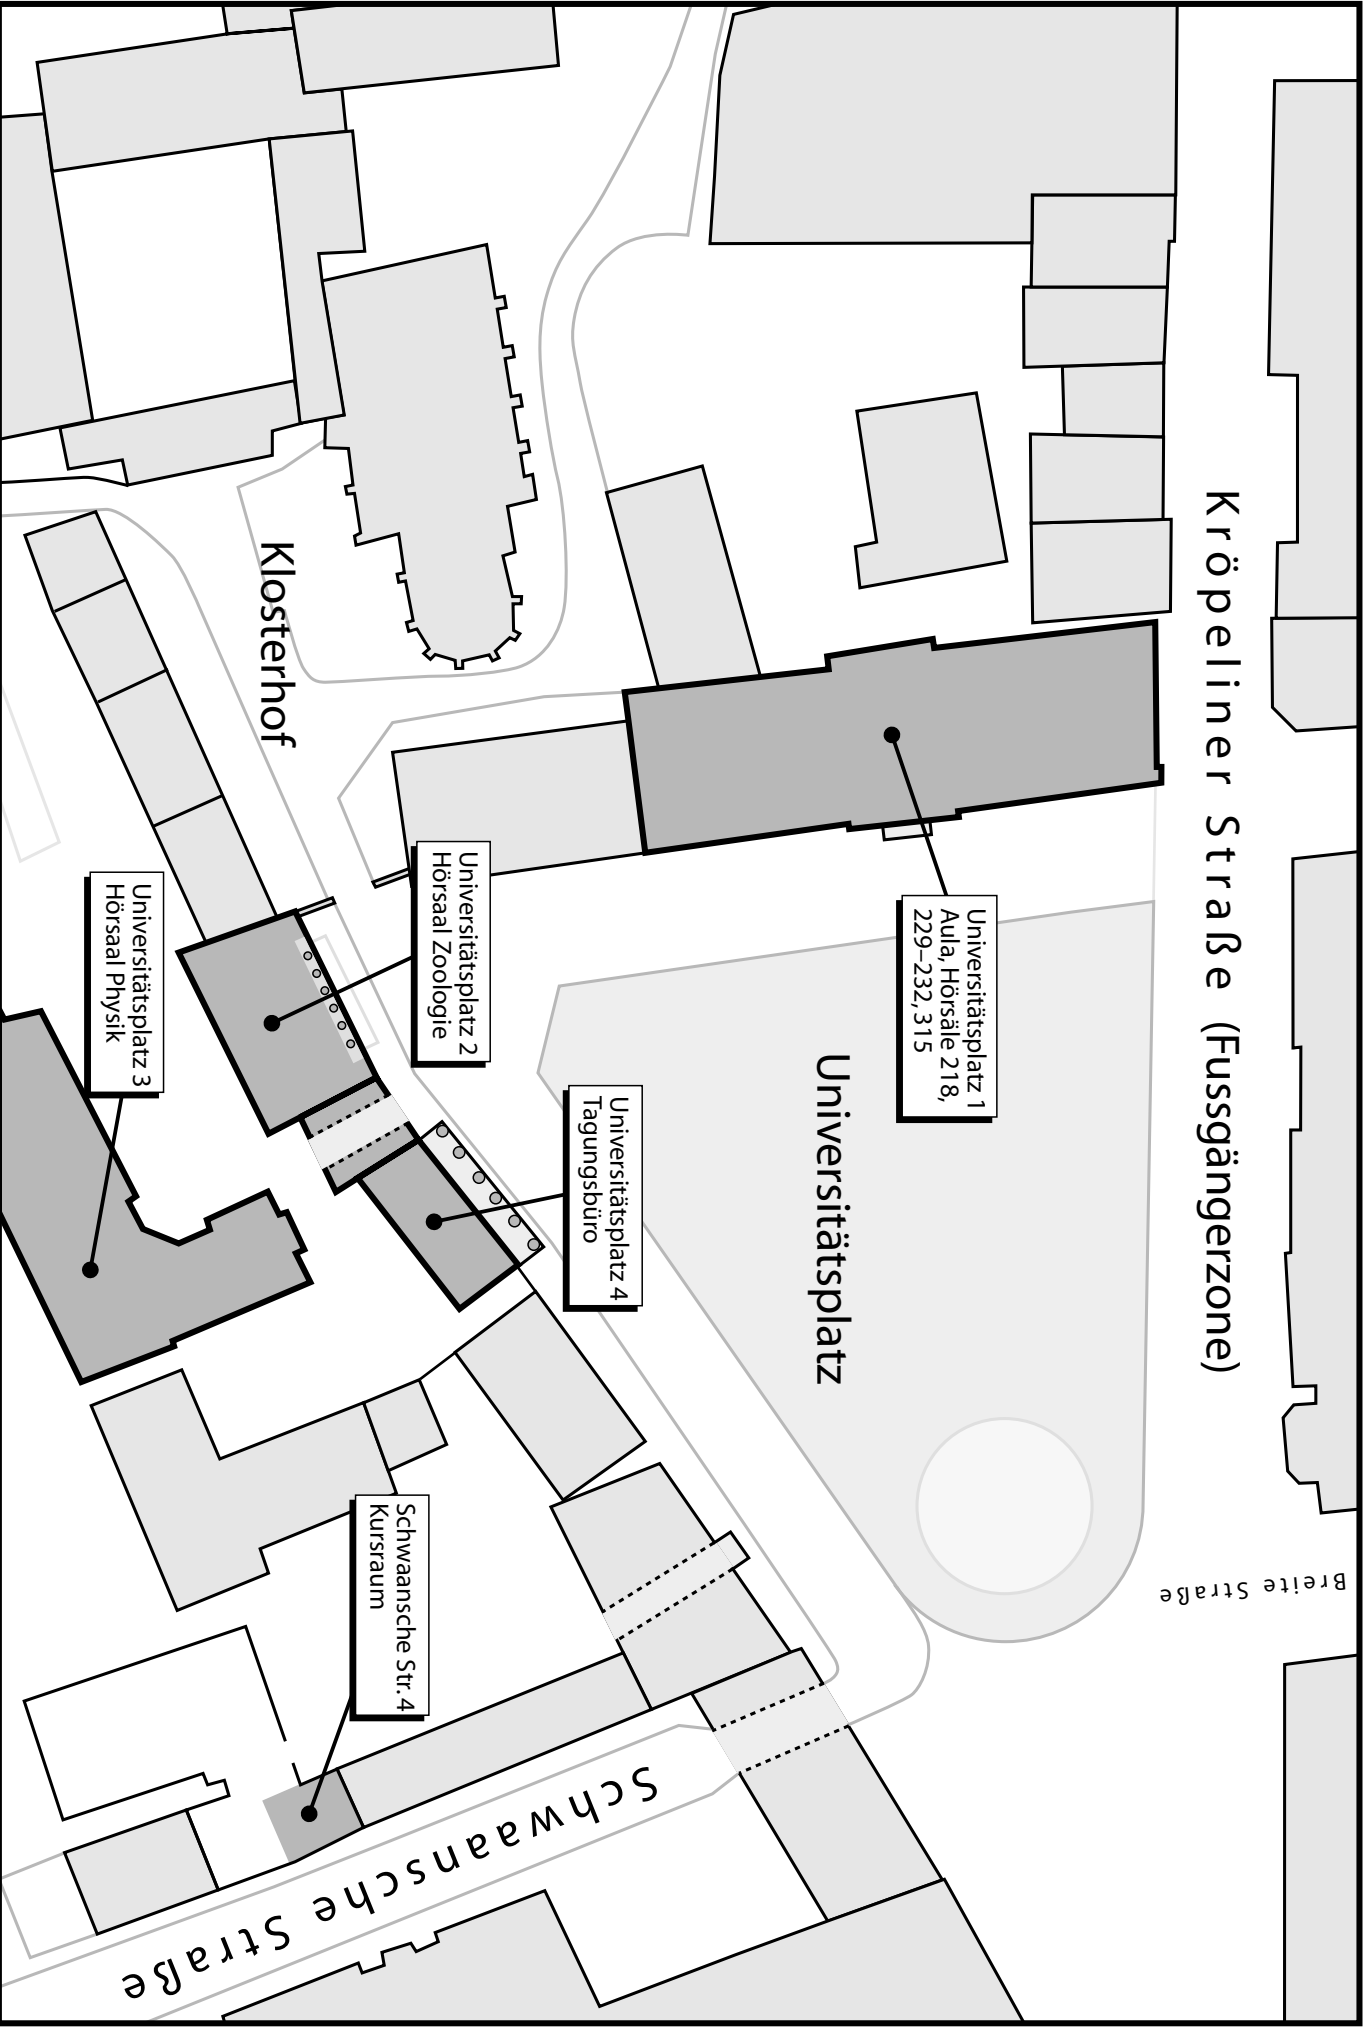 Kröpeliner Straße (Fussgängerzone)
Breite Straße
Universitätsplatz 1
Aula, Hörsäle 218,
229–232, 315
Universitätsplatz
Klosterhof
Universitätsplatz 2
Hörsaal Zoologie
Universitätsplatz 4
Tagungsbüro
Universitätsplatz 3
Hörsaal Physik
Schwaansche Str. 4
Kursraum
Schwaansche Straße